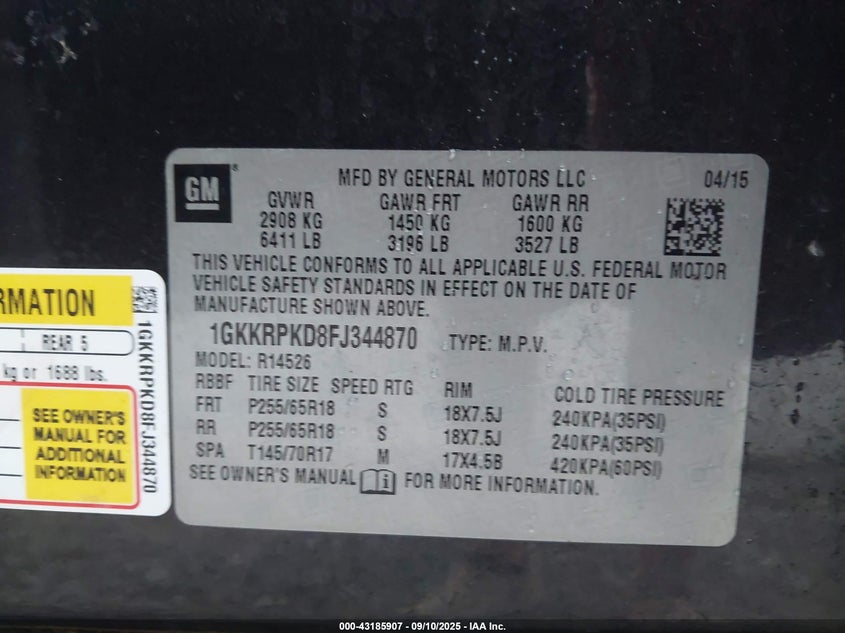 GM
MFD BY GENERAL MOTORS LLC 04/15
GVWR GAWR FRT GAWR RR
2908 KG 1450 KG 1600 KG
6411 LB 3196 LB 3527 LB
THIS VEHICLE CONFORMS TO ALL APPLICABLE U.S. FEDERAL MOTOR
VEHICLE SAFETY STANDARDS IN EFFECT ON THE DATE OF
MANUFACTURE SHOWN ABOVE.
1GKKRPKD8FJ344870 TYPE: M.P.V.
MODEL: R14526
RBBF TIRE SIZE SPEED RTG RIM COLD TIRE PRESSURE
FRT P255/65R18 S 18X7.5J 240KPA(35PSI)
RR P255/65R18 S 18X7.5J 240KPA(35PSI)
SPA T145/70R17 M 17X4.5B 420KPA(60PSI)
SEE OWNER'S MANUAL i FOR MORE INFORMATION.
RMATION
REAR 5
kg or 1688 lbs.
SEE OWNER'S
MANUAL FOR
ADDITIONAL
INFORMATION
1GKKRPKD8FJ344870
000-43185907 - 09/10/2025 - IAA Inc.